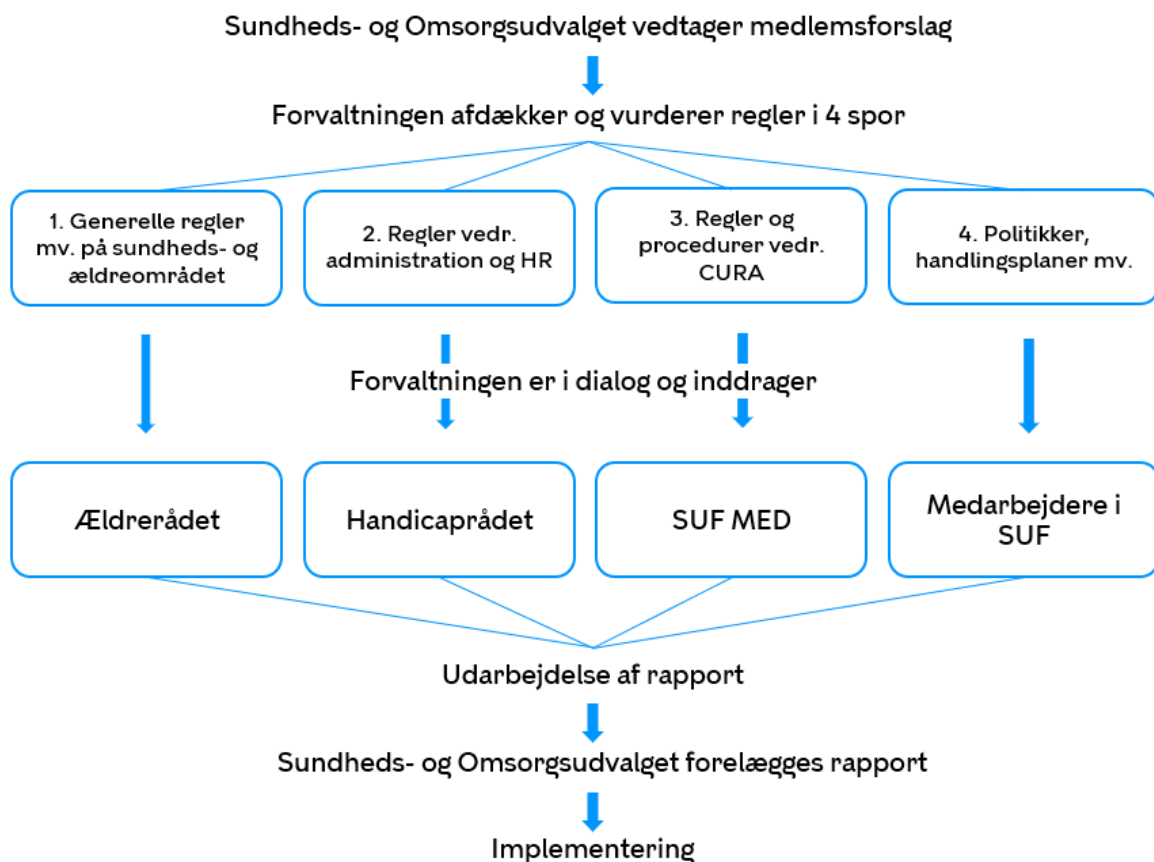 Sundheds- og Omsorgsudvalget vedtager medlemsforslag
Forvaltningen afdækker og vurderer regler i 4 spor
1. Generelle regler
mv. på sundheds- og
ældreområdet
2. Regler vedr.
administration og HR
3. Regler og
procedurer vedr.
CURA
4. Politikker,
handlingsplaner mv.
Forvaltningen er i dialog og inddrager
Ældrerådet
Handicaprådet
SUF MED
Medarbejdere i
SUF
Udarbejdelse af rapport
Sundheds- og Omsorgsudvalget forelægges rapport
Implementering